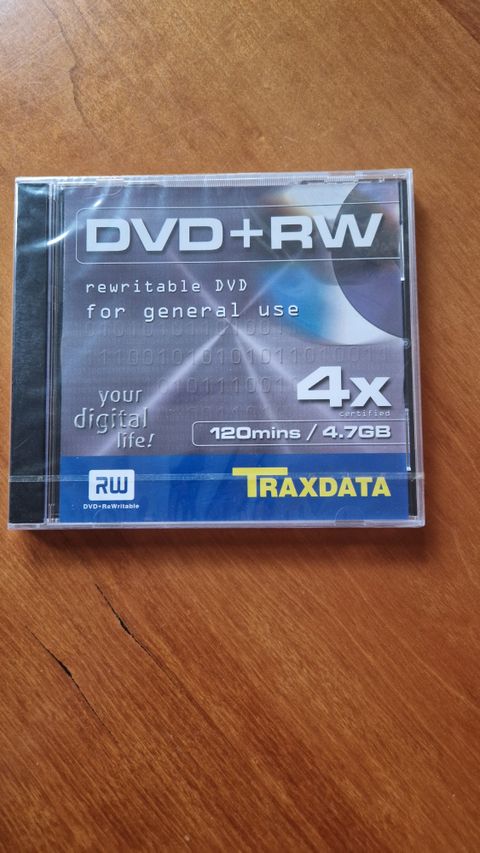 DVD+RW
rewritable DVD
for general use
your
digital
life!
4x
certified
120mins / 4.7GB
RW
DVD+ReWritable
TRAXDATA